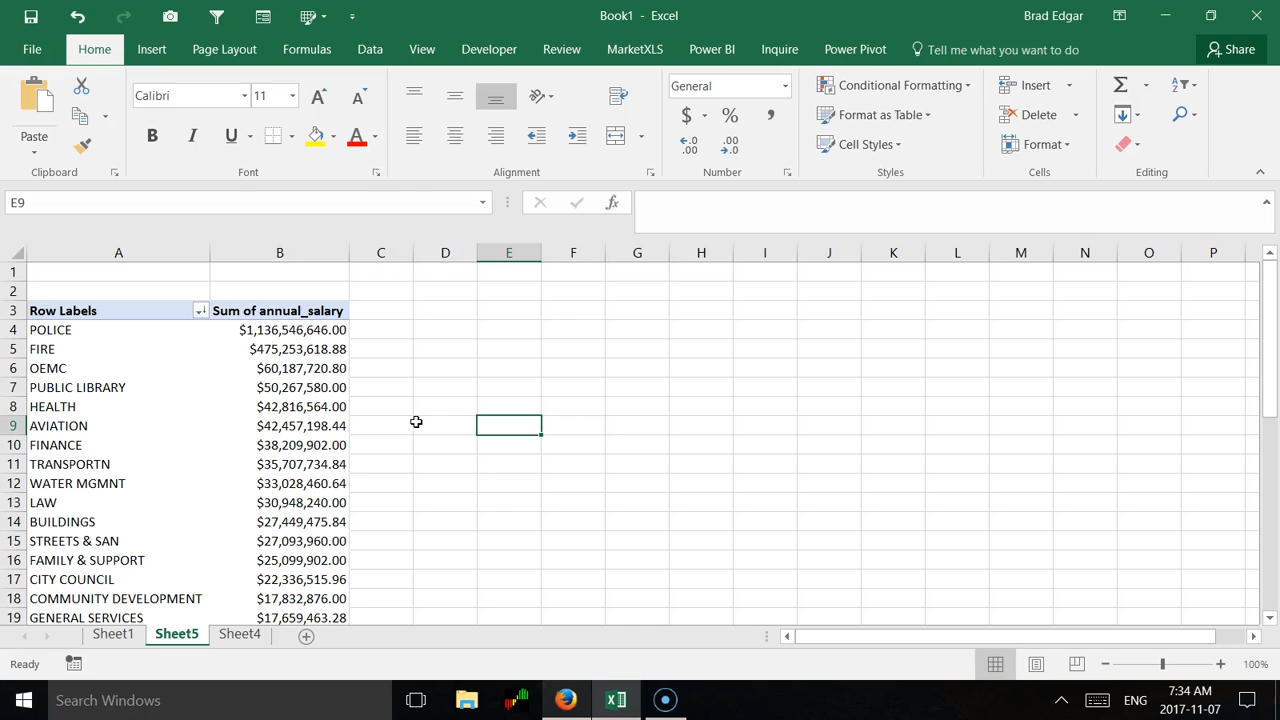 Book1 - Excel
Brad Edgar
File Home Insert Page Layout Formulas Data View Developer Review MarketXLS Power BI Inquire Power Pivot Tell me what you want to do Share
Paste
Calibri 11
B I U A
General
$ % ,
Conditional Formatting
Format as Table
Cell Styles
Insert
Delete
Format
Clipboard Font Alignment Number Styles Cells Editing
E9 fx
A B C D E F G H I J K L M N O P
1
2
3 Row Labels Sum of annual_salary
4 POLICE $1,136,546,646.00
5 FIRE $475,253,618.88
6 OEMC $60,187,720.80
7 PUBLIC LIBRARY $50,267,580.00
8 HEALTH $42,816,564.00
9 AVIATION $42,457,198.44
10 FINANCE $38,209,902.00
11 TRANSPORTN $35,707,734.84
12 WATER MGMNT $33,028,460.64
13 LAW $30,948,240.00
14 BUILDINGS $27,449,475.84
15 STREETS & SAN $27,093,960.00
16 FAMILY & SUPPORT $25,099,902.00
17 CITY COUNCIL $22,336,515.96
18 COMMUNITY DEVELOPMENT $17,832,876.00
19 GENERAL SERVICES $17,659,463.28
Sheet1 Sheet5 Sheet4
Ready 100%
Search Windows ENG 7:34 AM
2017-11-07